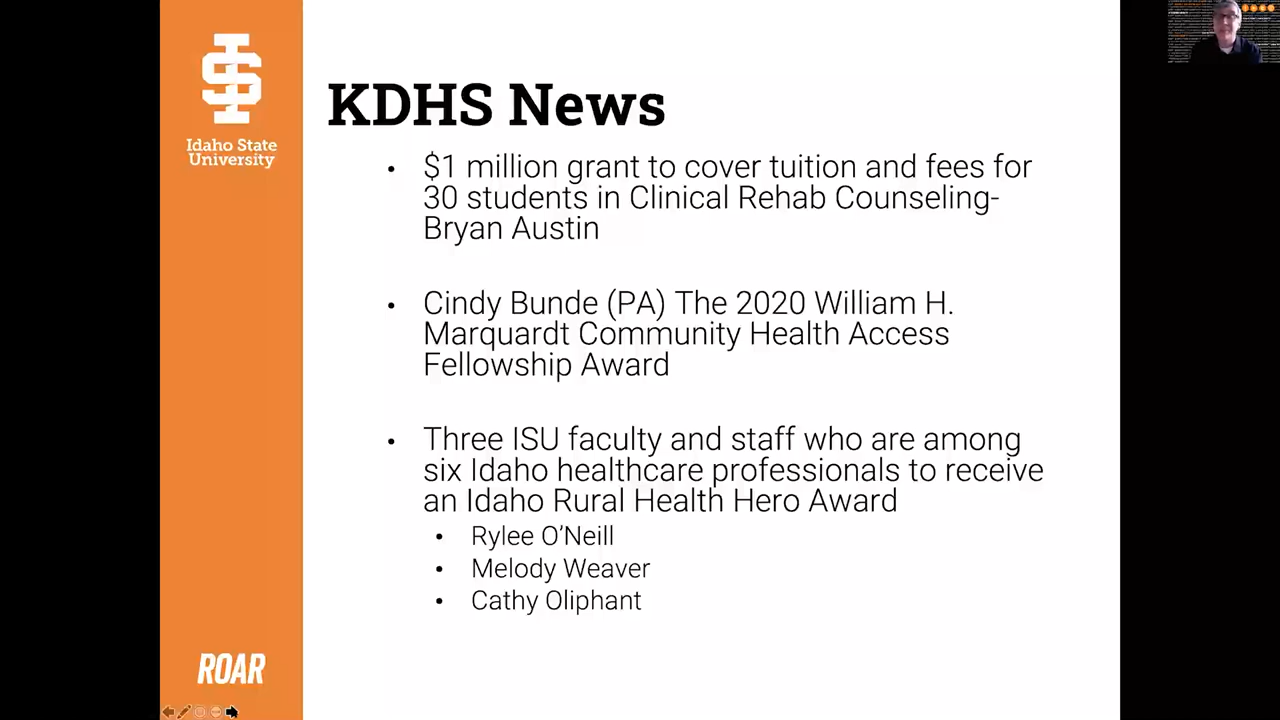 Idaho State
University
KDHS News
• $1 million grant to cover tuition and fees for
30 students in Clinical Rehab Counseling-
Bryan Austin
• Cindy Bunde (PA) The 2020 William H.
Marquardt Community Health Access
Fellowship Award
• Three ISU faculty and staff who are among
six Idaho healthcare professionals to receive
an Idaho Rural Health Hero Award
• Rylee O’Neill
• Melody Weaver
• Cathy Oliphant
ROAR